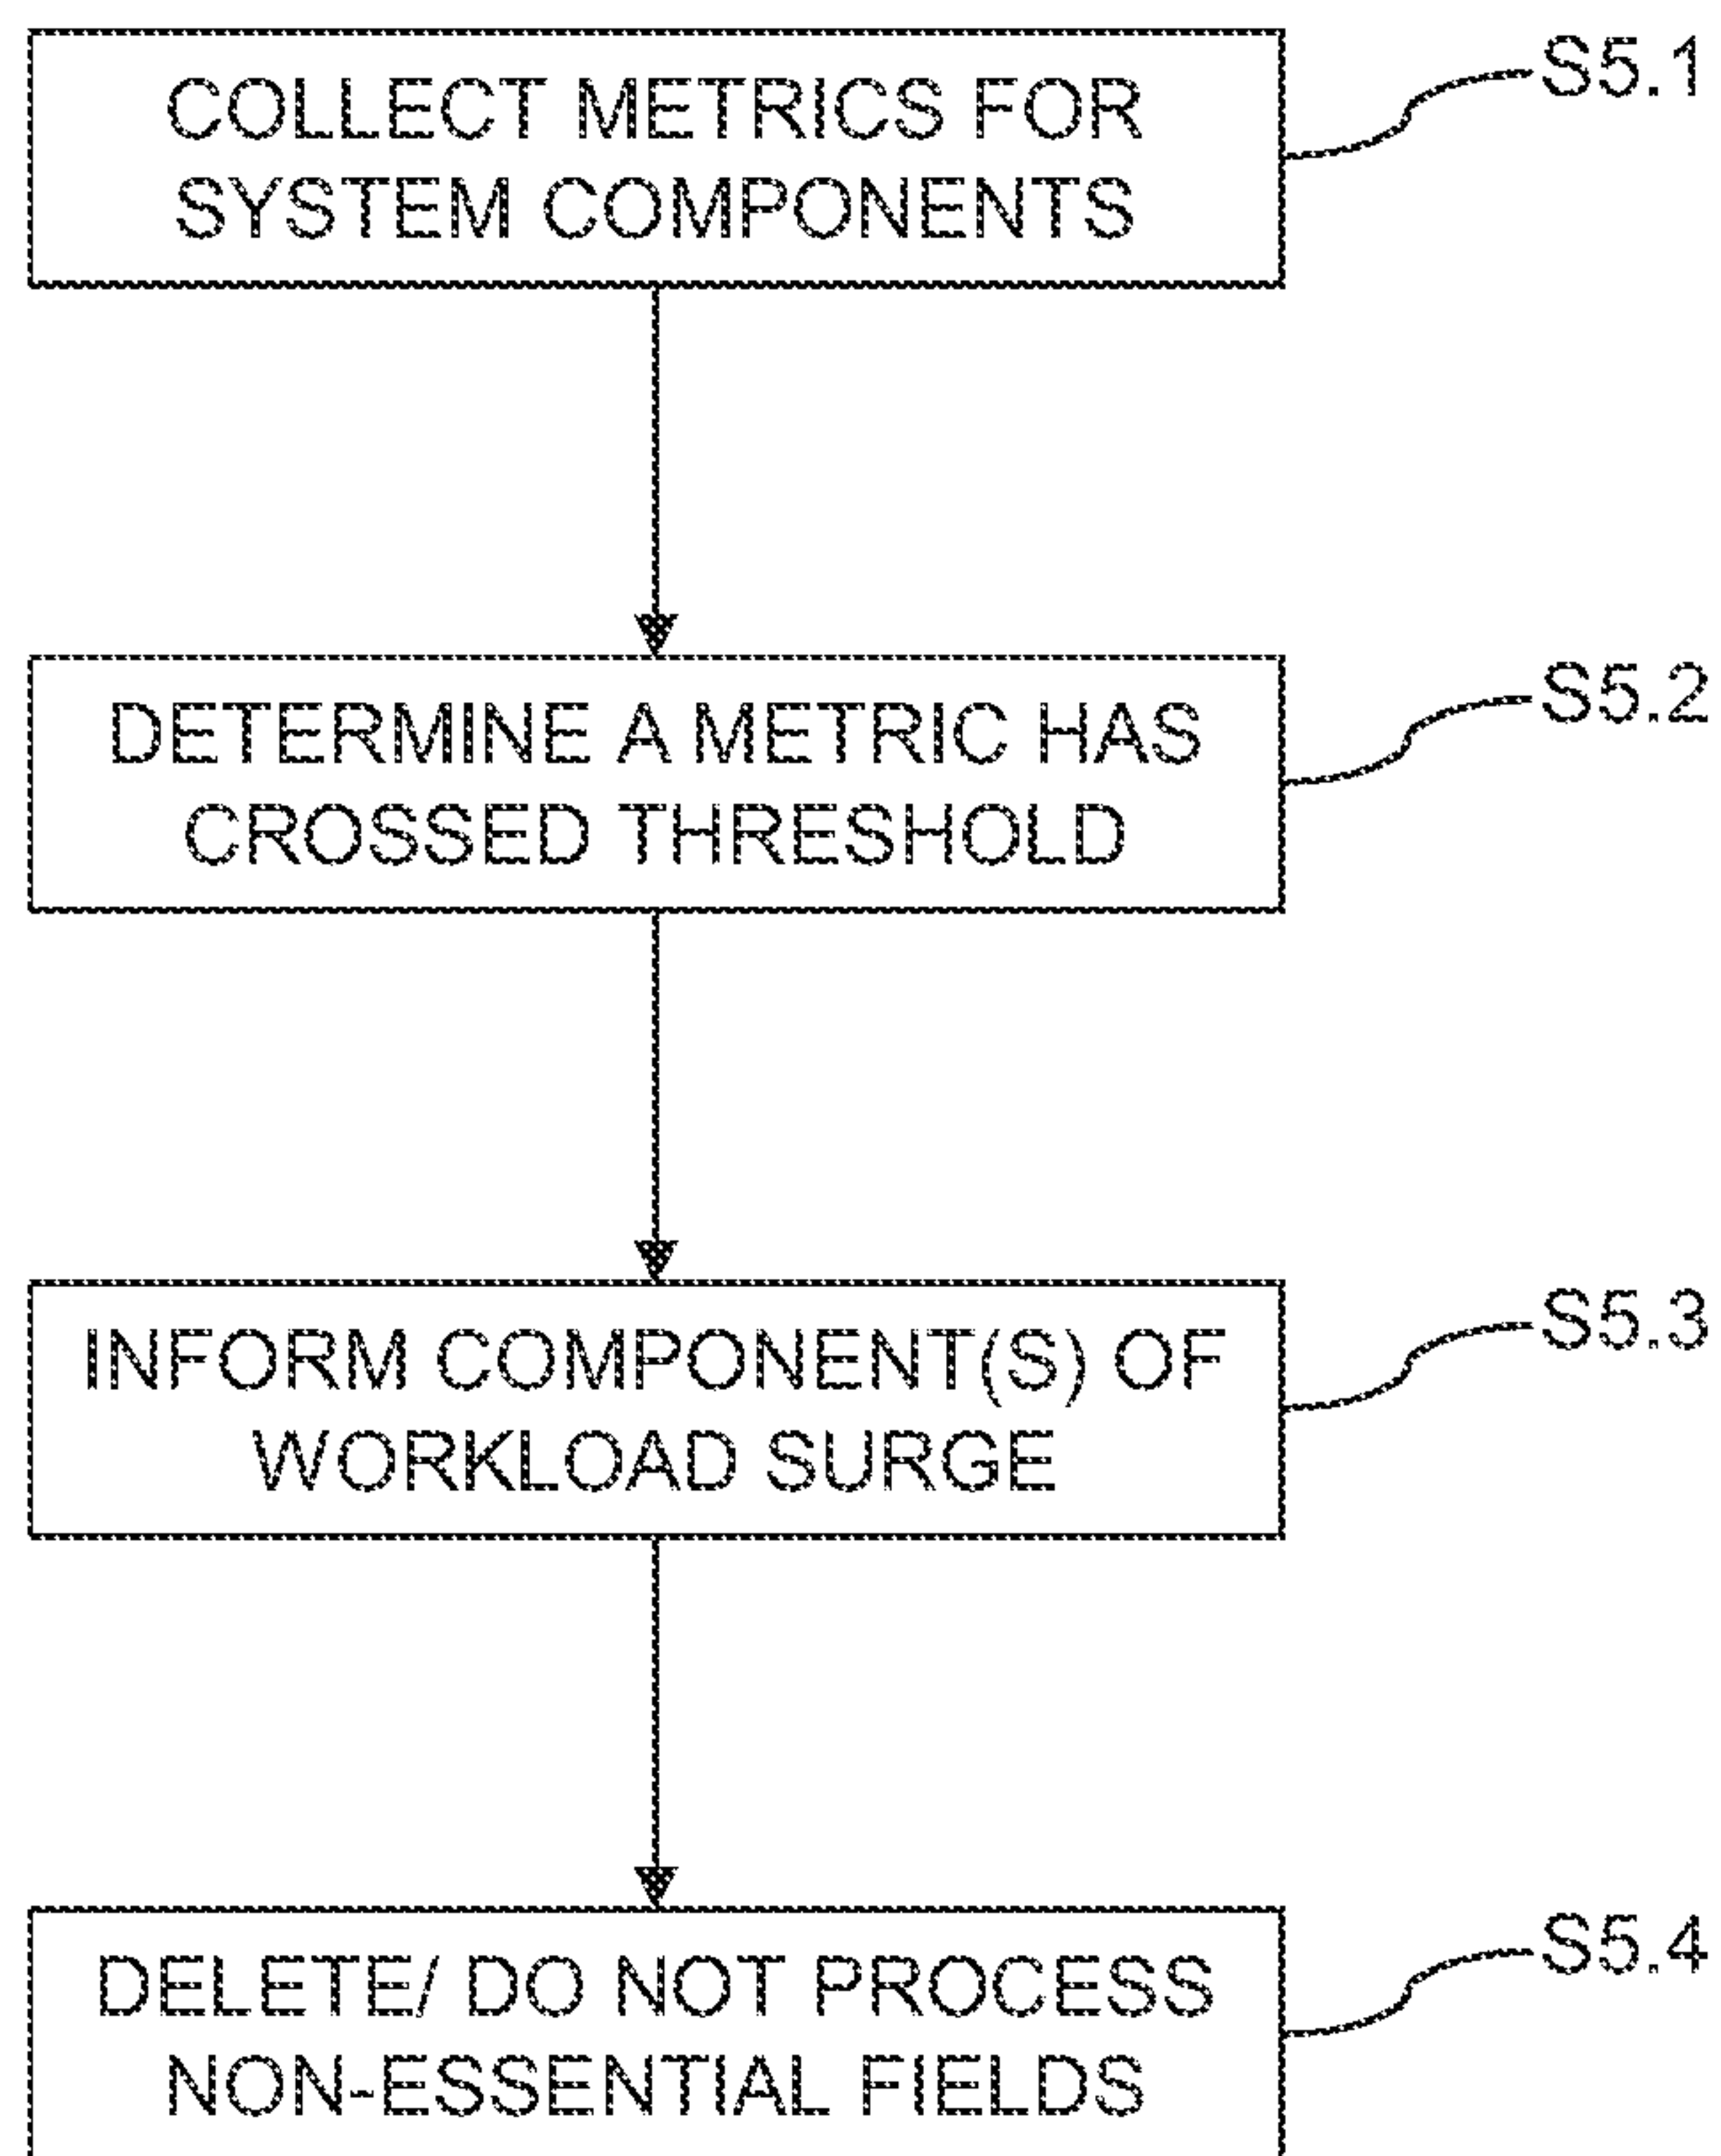 COLLECT METRICS FOR
SYSTEM COMPONENTS
S5.1
DETERMINE A METRIC HAS
CROSSED THRESHOLD
S5.2
INFORM COMPONENT(S) OF
WORKLOAD SURGE
S5.3
DELETE/ DO NOT PROCESS
NON-ESSENTIAL FIELDS
S5.4